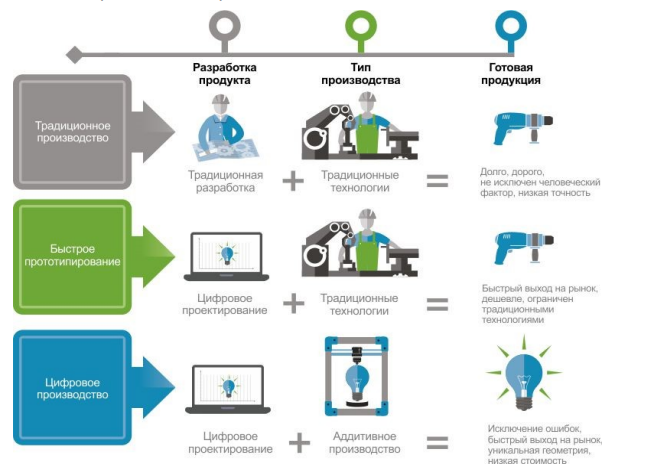 Разработка
продукта
Тип
производства
Готовая
продукция
Традиционное
производство
Традиционная
разработка
+
Традиционные
технологии
=
Долго, дорого,
не исключен человеческий
фактор, низкая точность
Быстрое
прототипирование
Цифровое
проектирование
+
Традиционные
технологии
=
Быстрый выход на рынок,
дешевле, ограничен
традиционными
технологиями
Цифровое
производство
Цифровое
проектирование
+
Аддитивное
производство
=
Исключение ошибок,
быстрый выход на рынок,
уникальная геометрия,
низкая стоимость